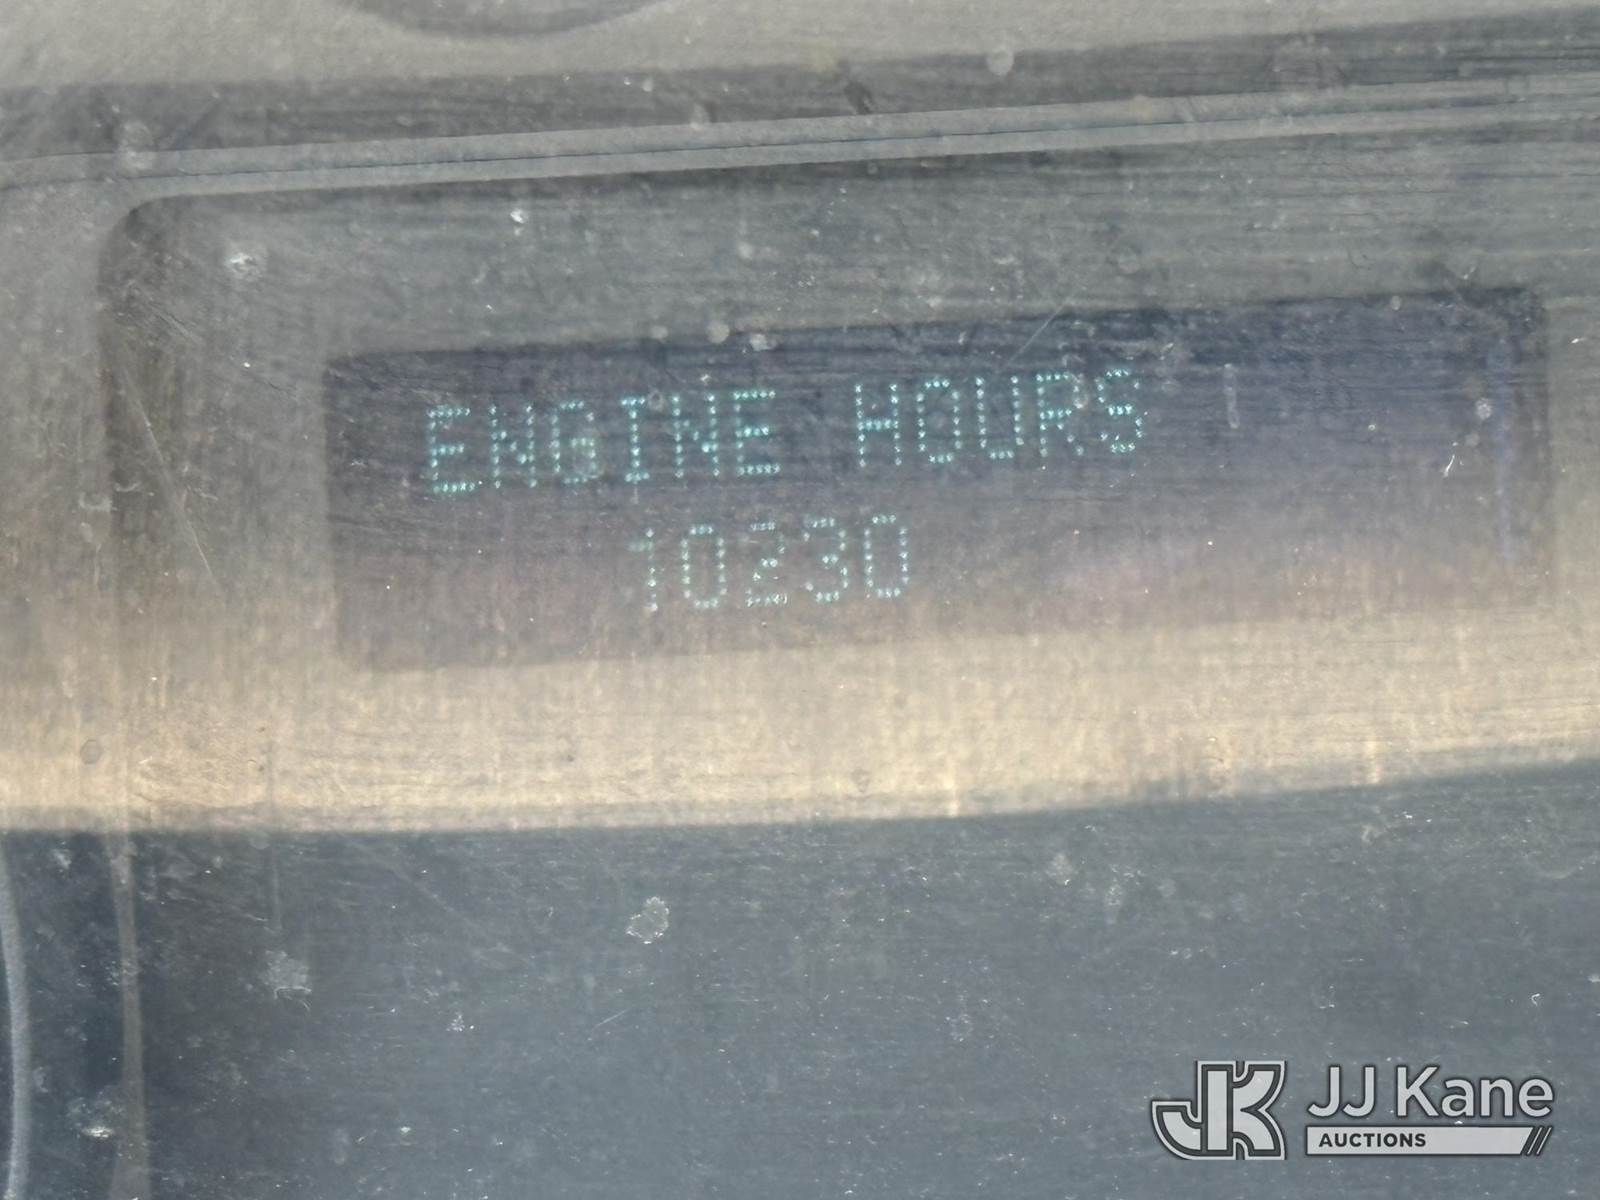 ENGINE HOURS
10230
JJ Kane
AUCTIONS